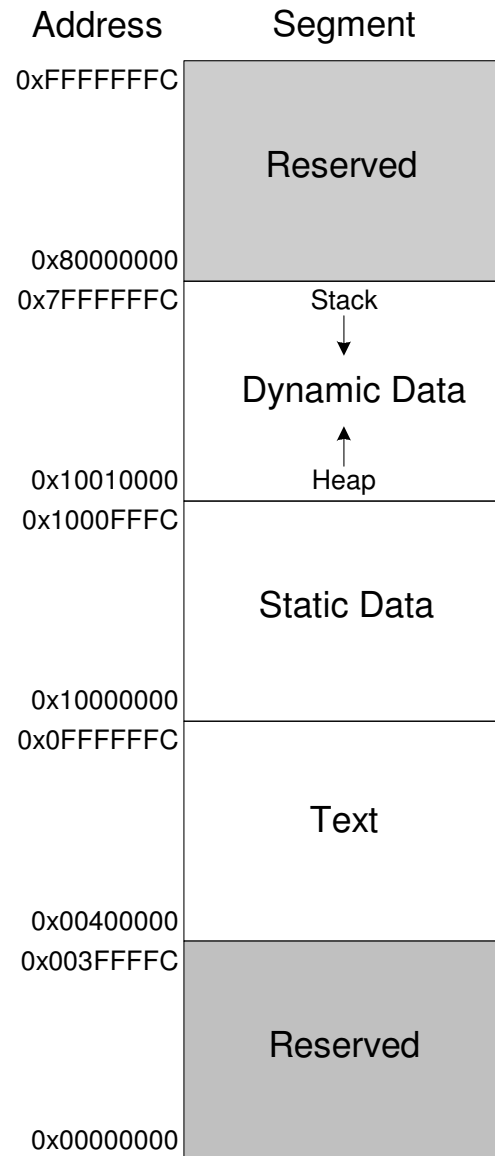 Address Segment
0xFFFFFFFC
Reserved
0x80000000
0x7FFFFFFC Stack
Dynamic Data
0x10010000 Heap
0x1000FFFC
Static Data
0x10000000
0x0FFFFFFC
Text
0x00400000
0x003FFFFC
Reserved
0x00000000